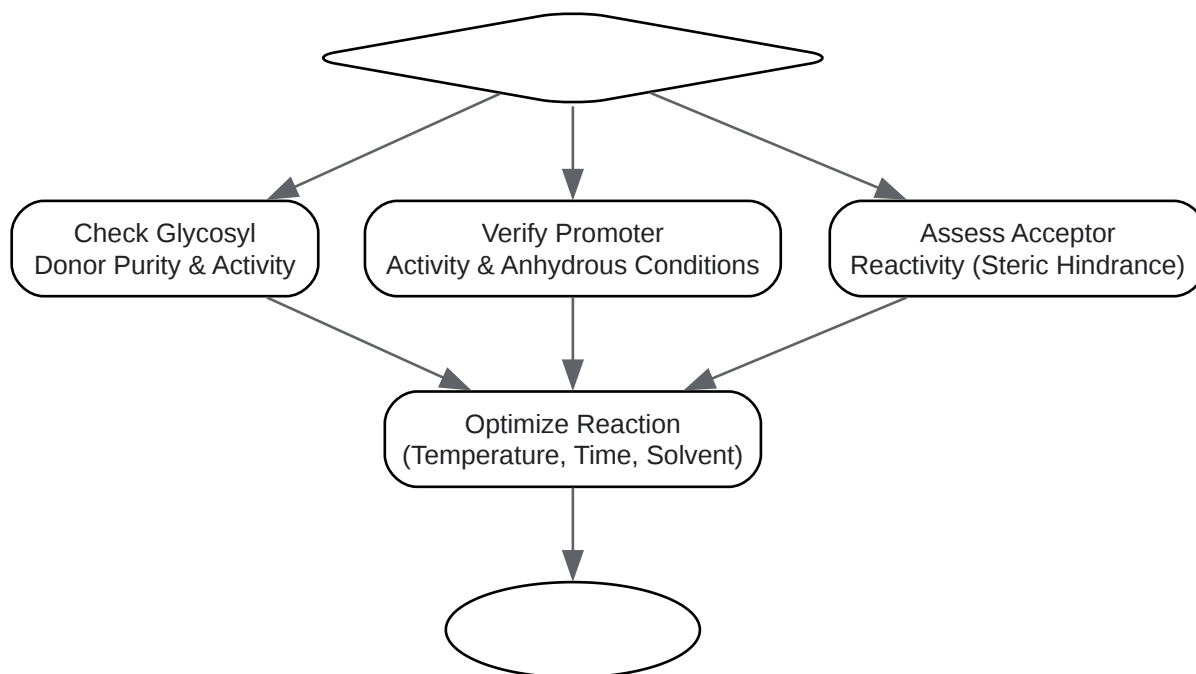 Check Glycosyl
Donor Purity & Activity
Verify Promoter
Activity & Anhydrous Conditions
Assess Acceptor
Reactivity (Steric Hindrance)
Optimize Reaction
(Temperature, Time, Solvent)